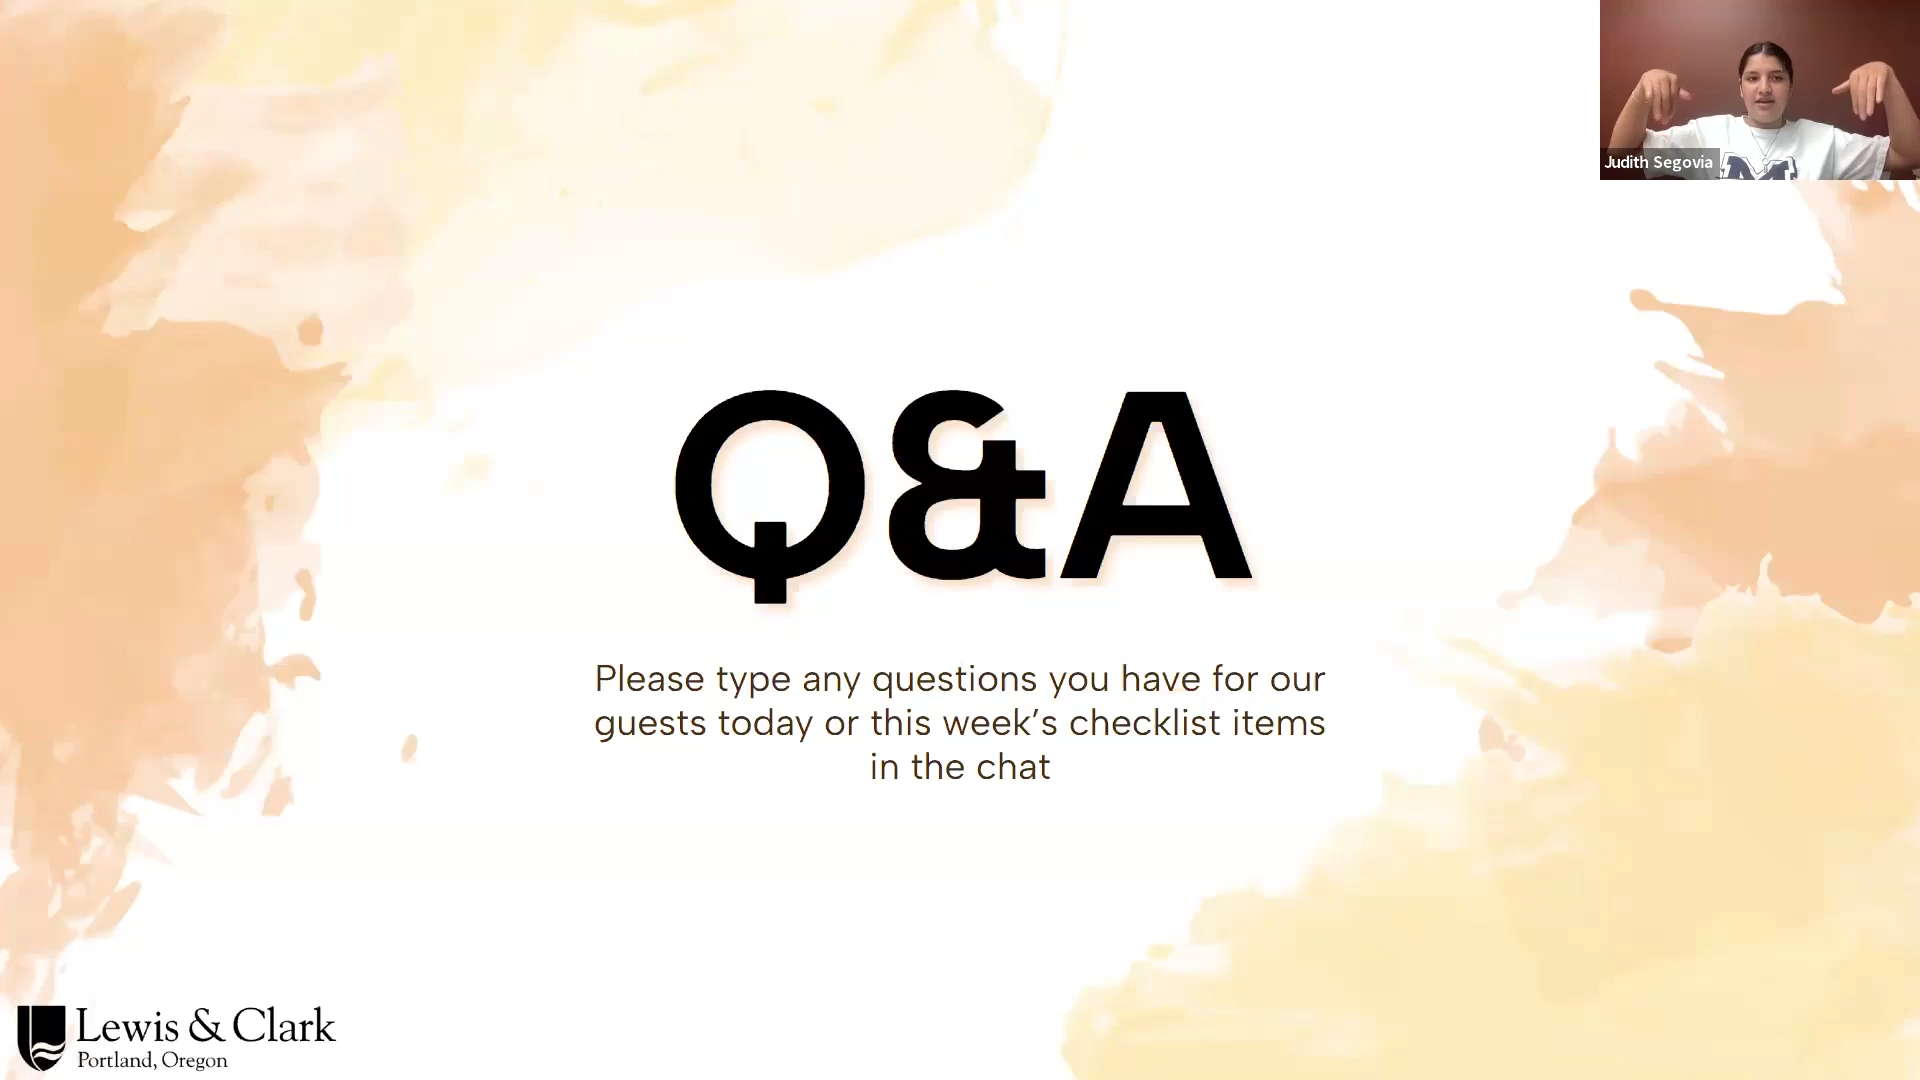 Judith Segovia
Q&A
Please type any questions you have for our
guests today or this week’s checklist items
in the chat
Lewis & Clark
Portland, Oregon